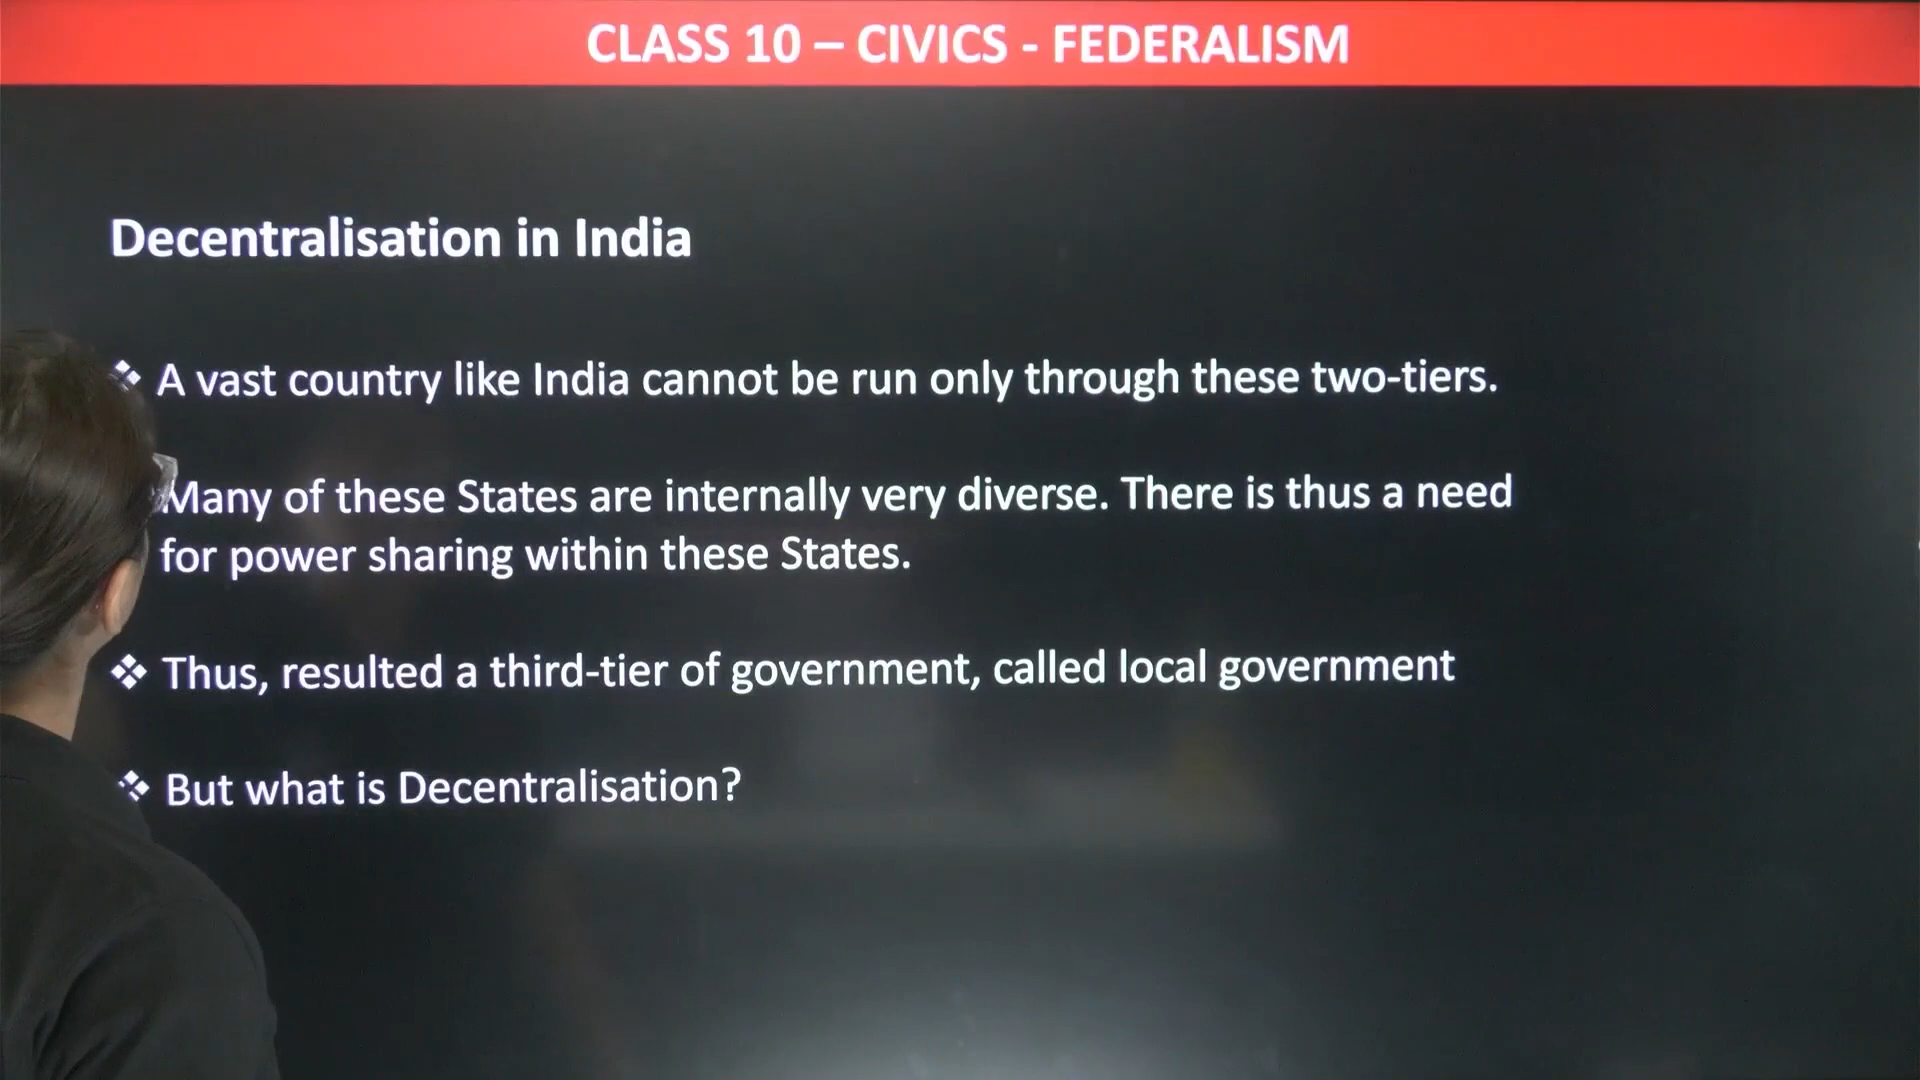 CLASS 10 – CIVICS - FEDERALISM
Decentralisation in India
❖ A vast country like India cannot be run only through these two-tiers.
Many of these States are internally very diverse. There is thus a need
for power sharing within these States.
❖ Thus, resulted a third-tier of government, called local government
❖ But what is Decentralisation?